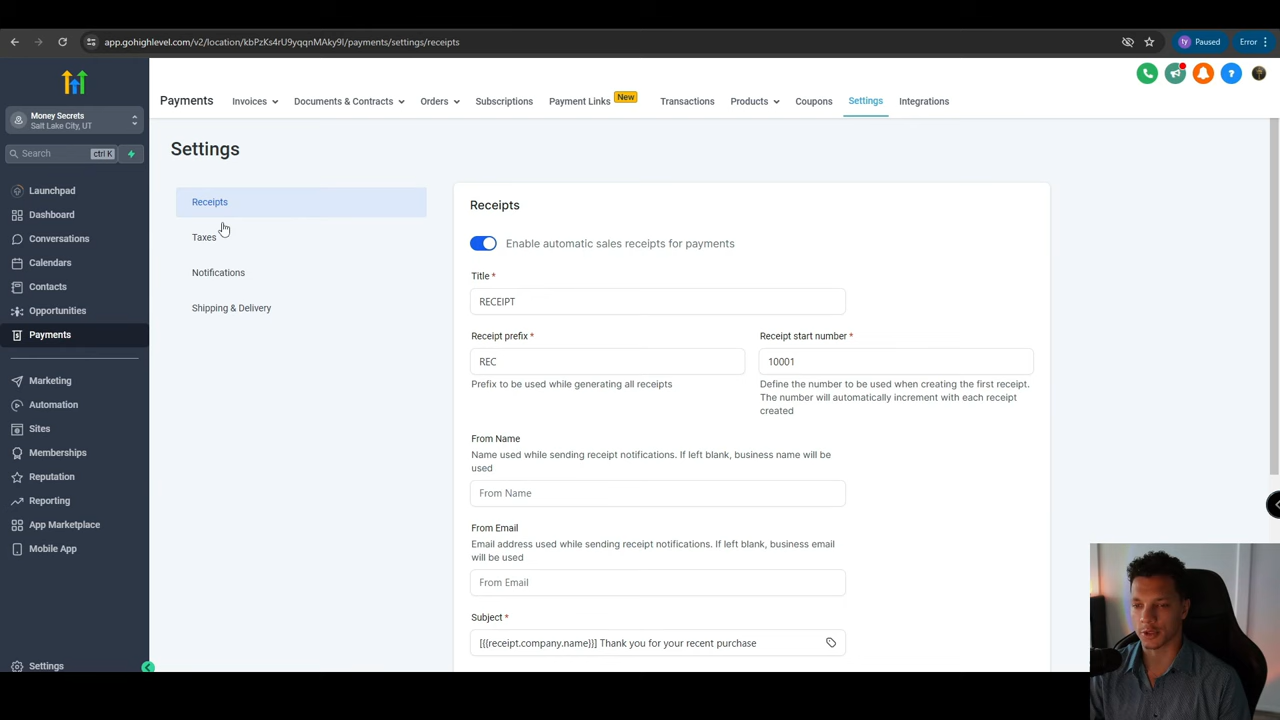 app.gohighlevel.com/v2/location/kbPzKs4rU9yqqnMAky9I/payments/settings/receipts
Paused
Error
Money Secrets
Salt Lake City, UT
Search
ctrl K
Launchpad
Dashboard
Conversations
Calendars
Contacts
Opportunities
Payments
Marketing
Automation
Sites
Memberships
Reputation
Reporting
App Marketplace
Mobile App
Settings
Payments
Invoices
Documents & Contracts
Orders
Subscriptions
Payment Links
New
Transactions
Products
Coupons
Settings
Integrations
Settings
Receipts
Taxes
Notifications
Shipping & Delivery
Receipts
Enable automatic sales receipts for payments
Title *
RECEIPT
Receipt prefix *
REC
Prefix to be used while generating all receipts
Receipt start number *
10001
Define the number to be used when creating the first receipt.
The number will automatically increment with each receipt
created
From Name
Name used while sending receipt notifications. If left blank, business name will be
used
From Name
From Email
Email address used while sending receipt notifications. If left blank, business email
will be used
From Email
Subject *
[{{receipt.company.name}}] Thank you for your recent purchase